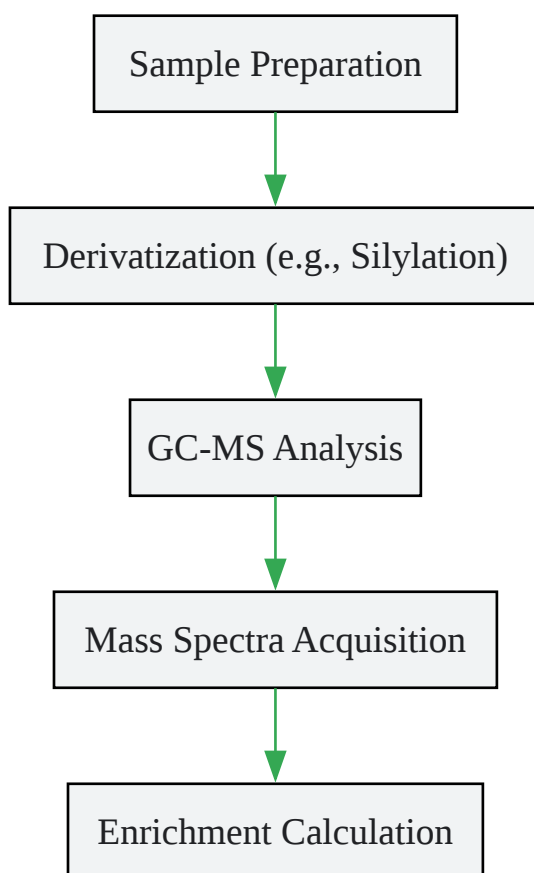 Sample Preparation
Derivatization (e.g., Silylation)
GC-MS Analysis
Mass Spectra Acquisition
Enrichment Calculation